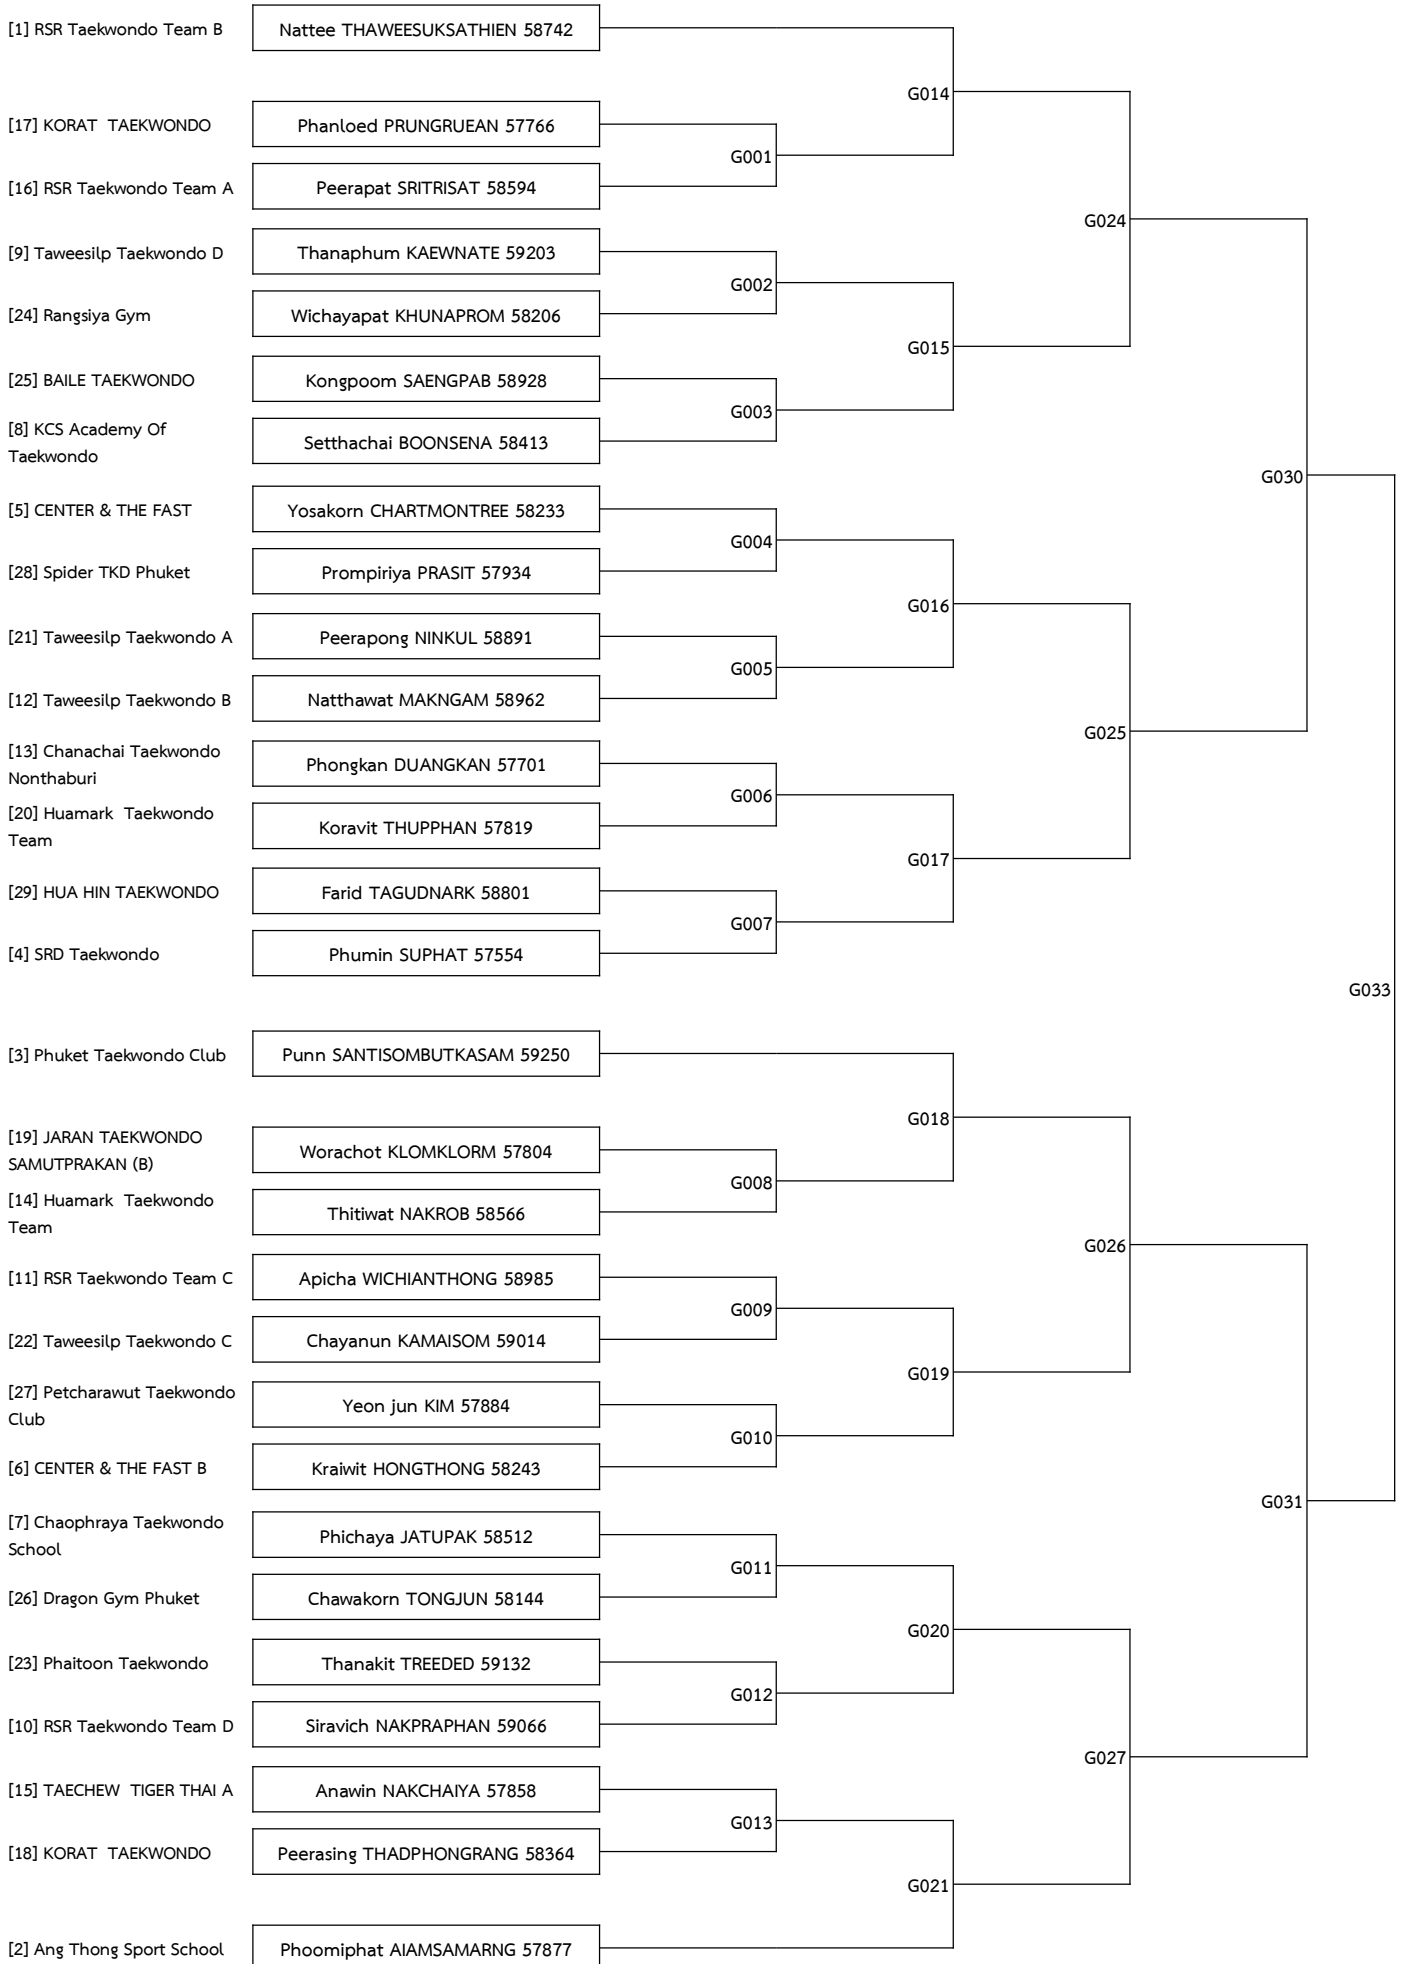 [1] RSR Taekwondo Team B Nattee THAWEESUKSATHIEN 58742
G014
[17] KORAT TAEKWONDO Phanloed PRUNGRUEAN 57766
G001
[16] RSR Taekwondo Team A Peerapat SRITRISAT 58594
G024
[9] Taweesilp Taekwondo D Thanaphum KAEWNATE 59203
G002
[24] Rangsiya Gym Wichayapat KHUNAPROM 58206
G015
[25] BAILE TAEKWONDO Kongpoom SAENGPAB 58928
G003
[8] KCS Academy Of
Taekwondo
Setthachai BOONSENA 58413
G030
[5] CENTER & THE FAST Yosakorn CHARTMONTREE 58233
G004
[28] Spider TKD Phuket Prompiriya PRASIT 57934
G016
[21] Taweesilp Taekwondo A Peerapong NINKUL 58891
G005
[12] Taweesilp Taekwondo B Natthawat MAKNGAM 58962
G025
[13] Chanachai Taekwondo
Nonthaburi
Phongkan DUANGKAN 57701
G006
[20] Huamark Taekwondo
Team
Koravit THUPPHAN 57819
G017
[29] HUA HIN TAEKWONDO Farid TAGUDNARK 58801
G007
[4] SRD Taekwondo Phumin SUPHAT 57554
G033
[3] Phuket Taekwondo Club Punn SANTISOMBUTKASAM 59250
G018
[19] JARAN TAEKWONDO
SAMUTPRAKAN (B)
Worachot KLOMKLORM 57804
G008
[14] Huamark Taekwondo
Team
Thitiwat NAKROB 58566
G026
[11] RSR Taekwondo Team C Apicha WICHIANTHONG 58985
G009
[22] Taweesilp Taekwondo C Chayanun KAMAISOM 59014
G019
[27] Petcharawut Taekwondo
Club
Yeon jun KIM 57884
G010
[6] CENTER & THE FAST B Kraiwit HONGTHONG 58243
G031
[7] Chaophraya Taekwondo
School
Phichaya JATUPAK 58512
G011
[26] Dragon Gym Phuket Chawakorn TONGJUN 58144
G020
[23] Phaitoon Taekwondo Thanakit TREEDED 59132
G012
[10] RSR Taekwondo Team D Siravich NAKPRAPHAN 59066
G027
[15] TAECHEW TIGER THAI A Anawin NAKCHAIYA 57858
G013
[18] KORAT TAEKWONDO Peerasing THADPHONGRANG 58364
G021
[2] Ang Thong Sport School Phoomiphat AIAMSAMARNG 57877